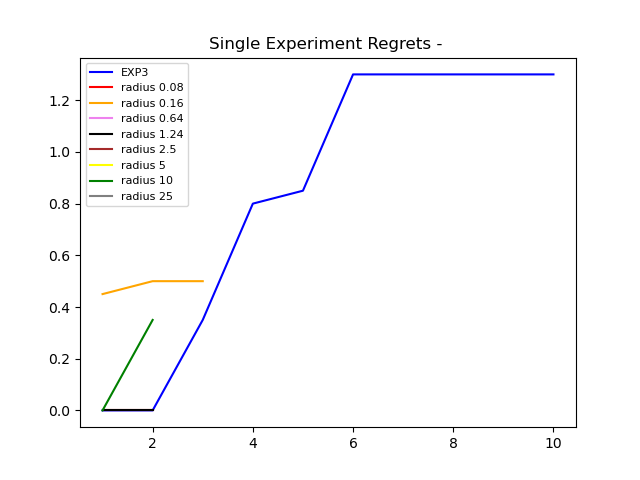 Single Experiment Regrets -
EXP3
radius 0.08
radius 0.16
radius 0.64
radius 1.24
radius 2.5
radius 5
radius 10
radius 25
1.2
1.0
0.8
0.6
0.4
0.2
0.0
2 4 6 8 10